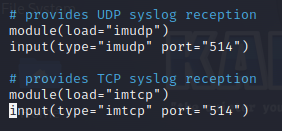 # provides UDP syslog reception
module(load="imudp")
input(type="imudp" port="514")
# provides TCP syslog reception
module(load="imtcp")
input(type="imtcp" port="514")